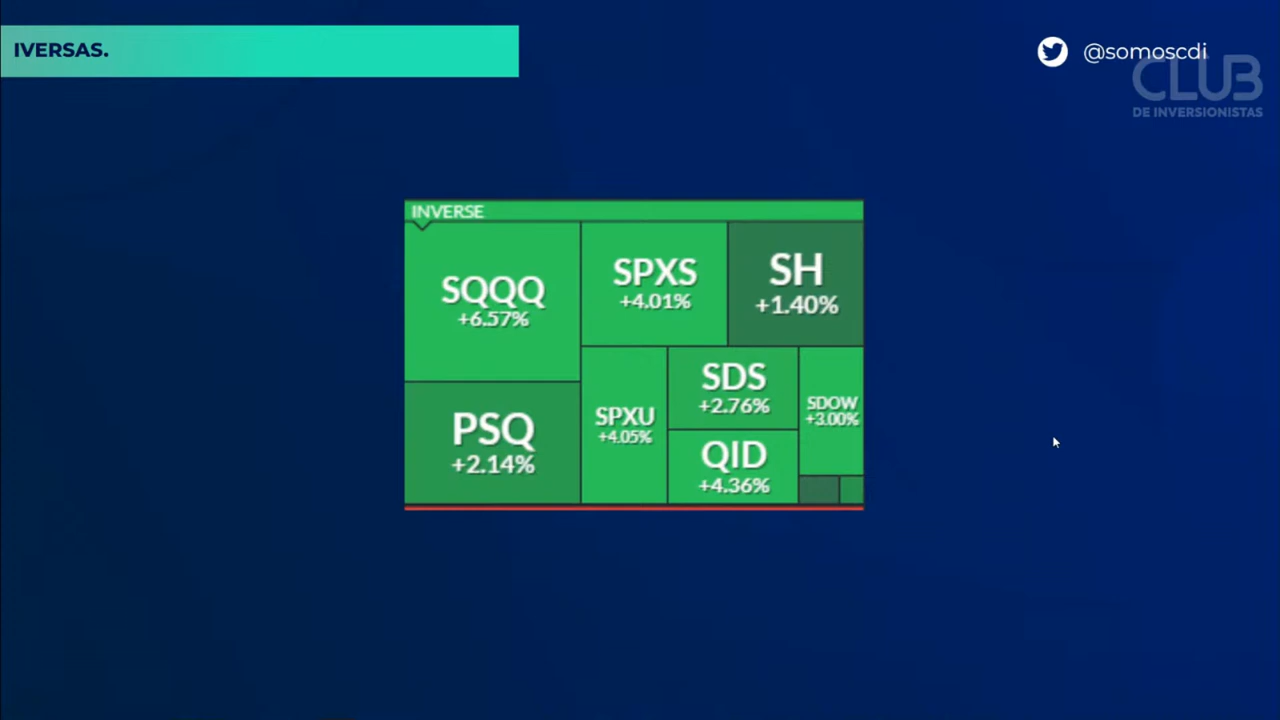 IVERSAS.
@somoscdi
CLUB
DE INVERSIONISTAS
INVERSE
SQQQ
+6.57%
SPXS
+4.01%
SH
+1.40%
PSQ
+2.14%
SPXU
+4.05%
SDS
+2.76%
QID
+4.36%
SDOW
+3.00%